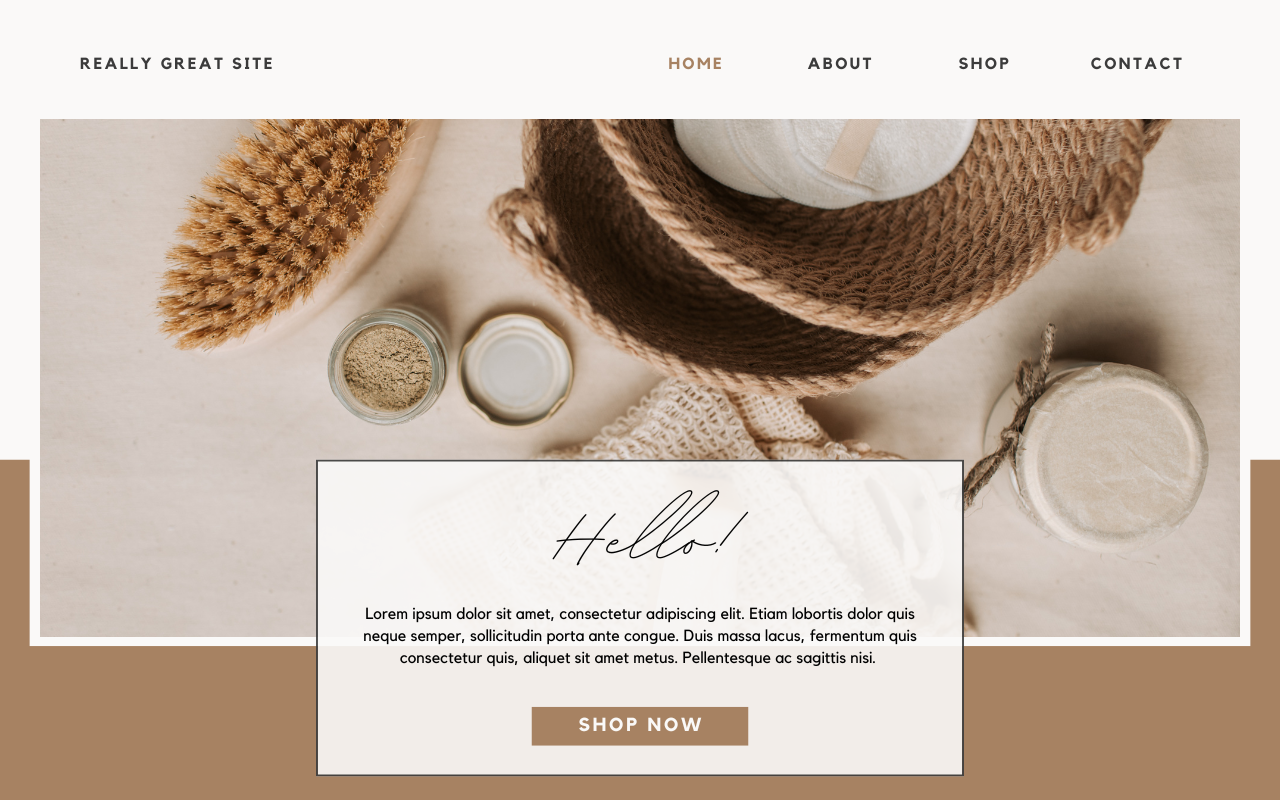 REALLY GREAT SITE
HOME ABOUT SHOP CONTACT
Hello!
Lorem ipsum dolor sit amet, consectetur adipiscing elit. Etiam lobortis dolor quis
neque semper, sollicitudin porta ante congue. Duis massa lacus, fermentum quis
consectetur quis, aliquet sit amet metus. Pellentesque ac sagittis nisi.
SHOP NOW